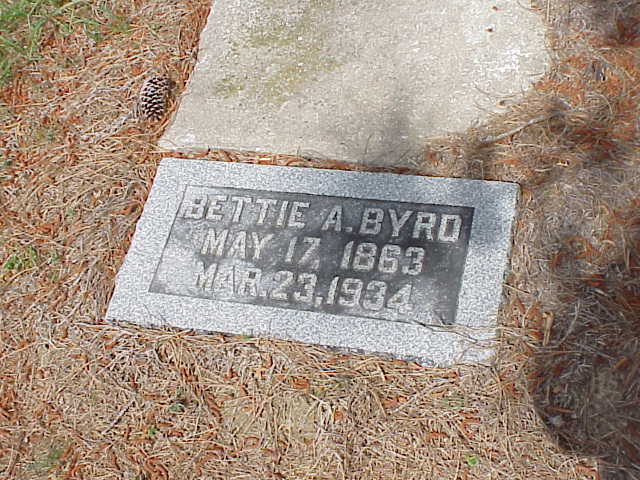 BETTIE A. BYRD
MAY 17, 1863
MAR. 23, 1934